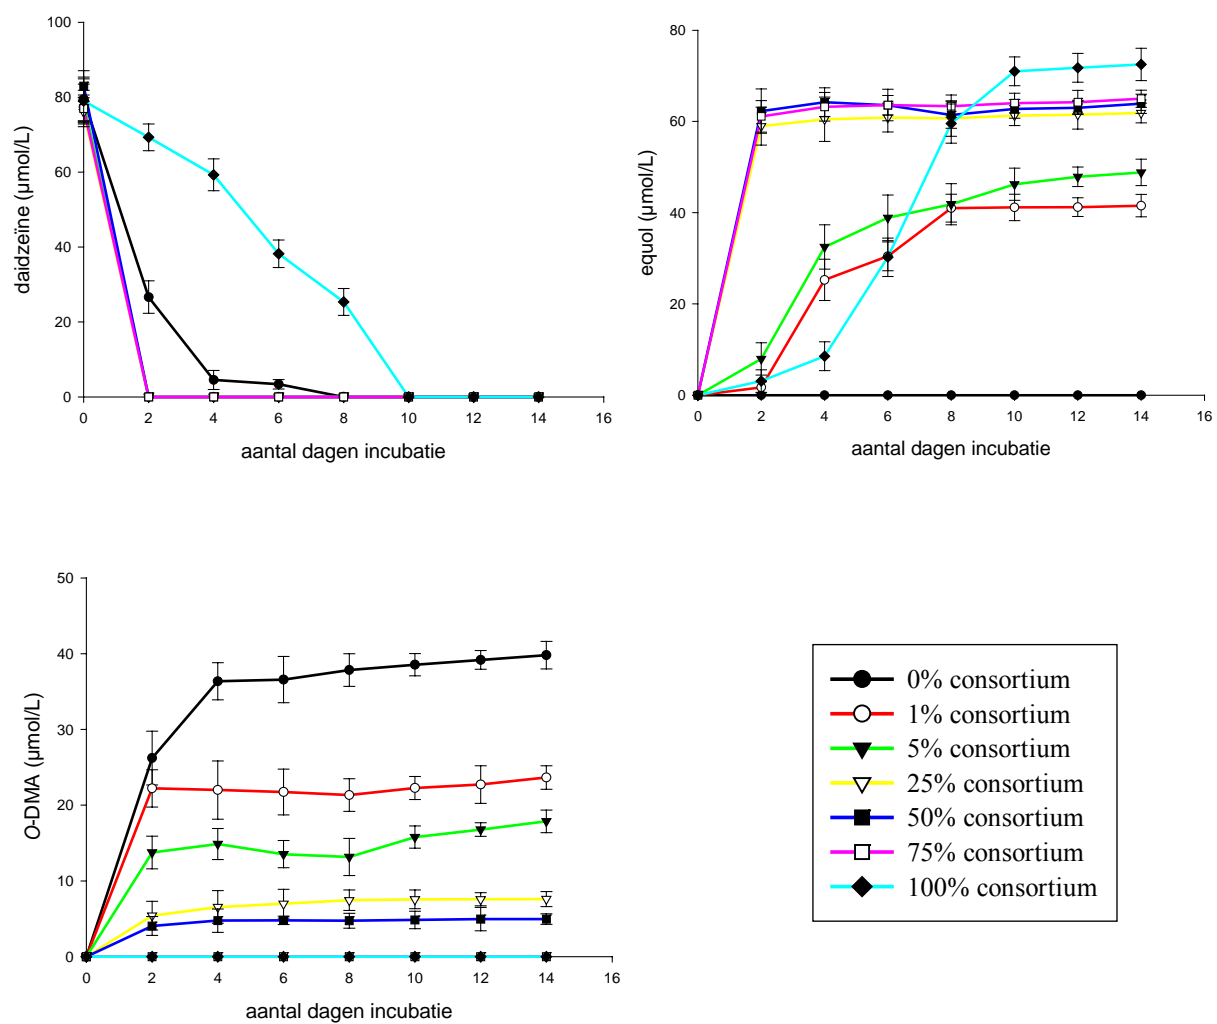 100
80
60
40
20
0
daidzeïne (µmol/L)
0 2 4 6 8 10 12 14 16
aantal dagen incubatie
80
60
40
20
0
equol (µmol/L)
0 2 4 6 8 10 12 14 16
aantal dagen incubatie
50
40
30
20
10
0
O-DMA (µmol/L)
0 2 4 6 8 10 12 14 16
aantal dagen incubatie
0% consortium
1% consortium
5% consortium
25% consortium
50% consortium
75% consortium
100% consortium